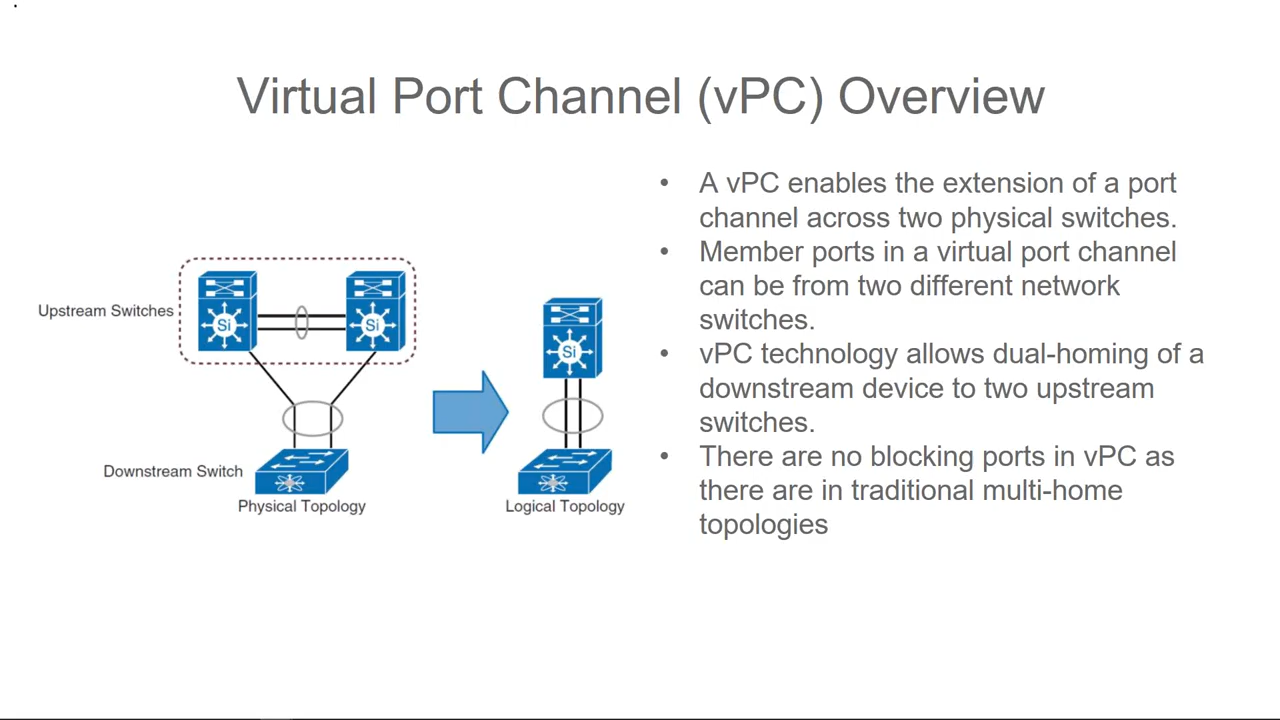 Virtual Port Channel (vPC) Overview
Upstream Switches
Si
Si
Downstream Switch
Physical Topology
Si
Logical Topology
• A vPC enables the extension of a port
channel across two physical switches.
• Member ports in a virtual port channel
can be from two different network
switches.
• vPC technology allows dual-homing of a
downstream device to two upstream
switches.
• There are no blocking ports in vPC as
there are in traditional multi-home
topologies